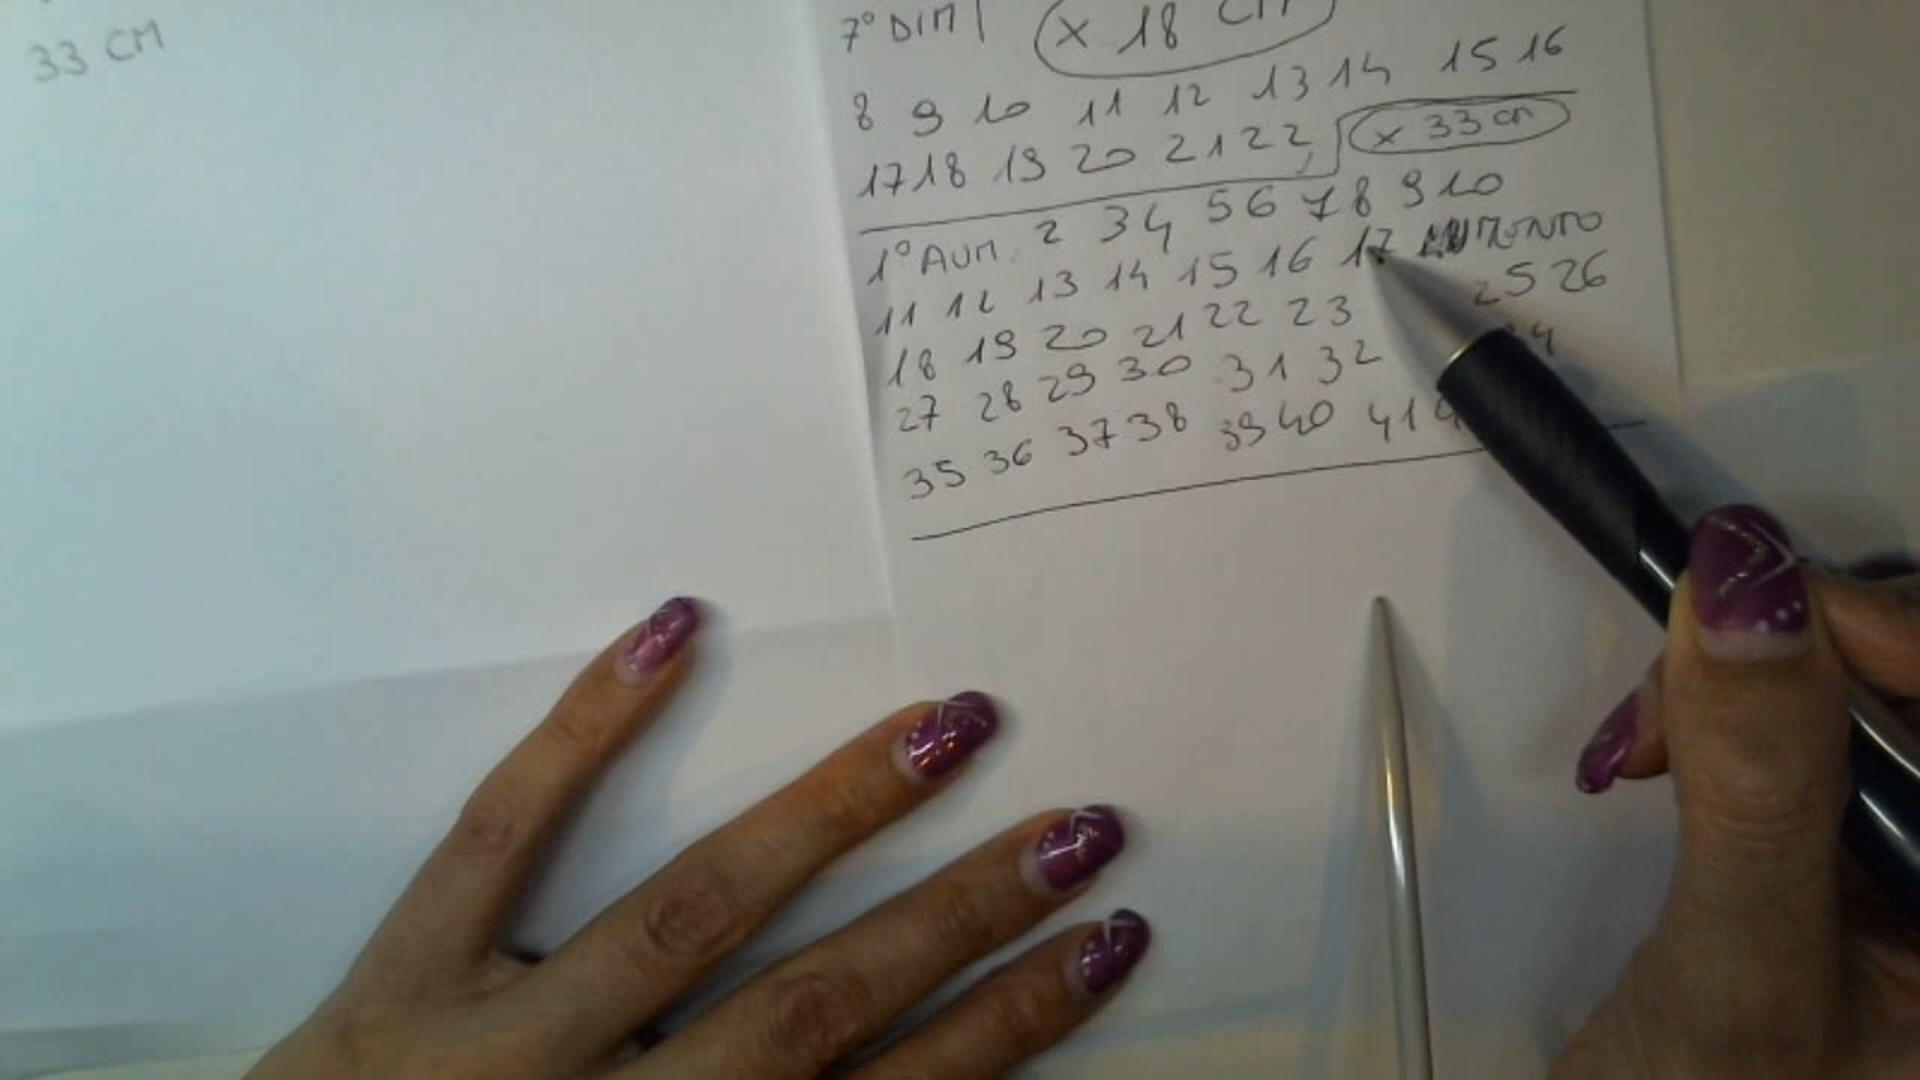 33 CM
7° DIM
x 18 CM
8 9 10 11 12 13 14 15 16
17 18 19 20 21 22
x 33 cm
1° AUM. 2 3 4 5 6 7 8 9 10
11 12 13 14 15 16 17 AUMENTO
18 19 20 21 22 23 25 26
27 28 29 30 31 32
35 36 37 38 39 40 41